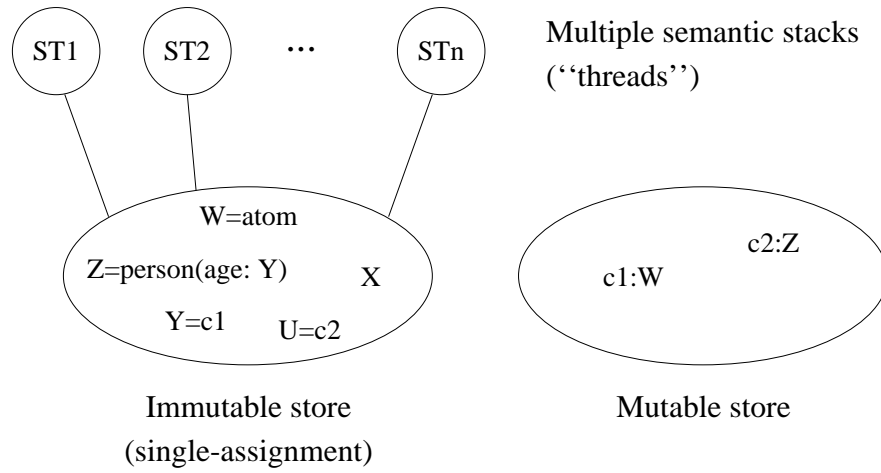 ST1 ST2 ... STn
Multiple semantic stacks
(‘‘threads’’)
W=atom
Z=person(age: Y)
X
Y=c1
U=c2
c2:Z
c1:W
Immutable store
(single-assignment)
Mutable store